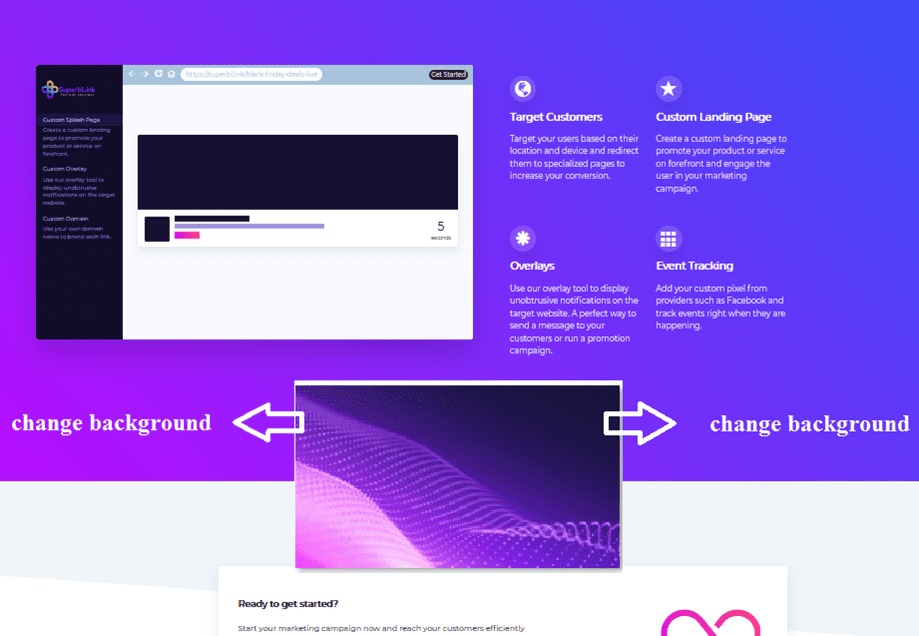 https://superbl.ink/black-friday-deals-live
Get Started
SuperbLink
Custom Splash Page
Create a custom landing
page to promote your
product or service on
forefront.
Custom Overlay
Use our overlay tool to
display unobtrusive
notifications on the target
website.
Custom Domain
Use your own domain
name to brand each link.
5
seconds
Target Customers
Target your users based on their
location and device and redirect
them to specialized pages to
increase your conversion.
Custom Landing Page
Create a custom landing page to
promote your product or service
on forefront and engage the
user in your marketing
campaign.
Overlays
Use our overlay tool to display
unobtrusive notifications on the
target website. A perfect way to
send a message to your
customers or run a promotion
campaign.
Event Tracking
Add your custom pixel from
providers such as Facebook and
track events right when they are
happening.
change background
change background
Ready to get started?
Start your marketing campaign now and reach your customers efficiently